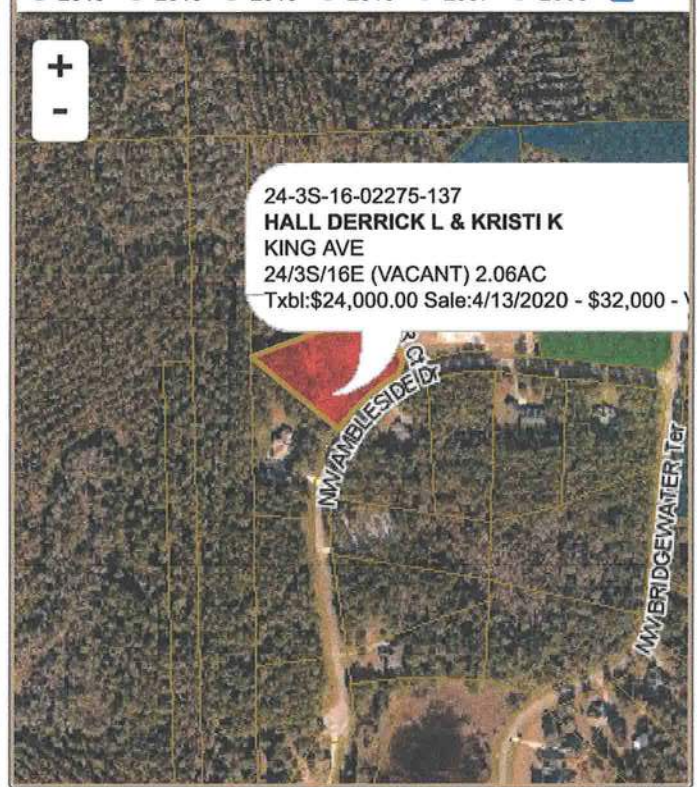 +
-
24-3S-16-02275-137
HALL DERRICK L & KRISTI K
KING AVE
24/3S/16E (VACANT) 2.06AC
Txbl:$24,000.00 Sale:4/13/2020 - $32,000 -
Ct
NW AMBLESIDE Dr
NW BRIDGEWATER Ter